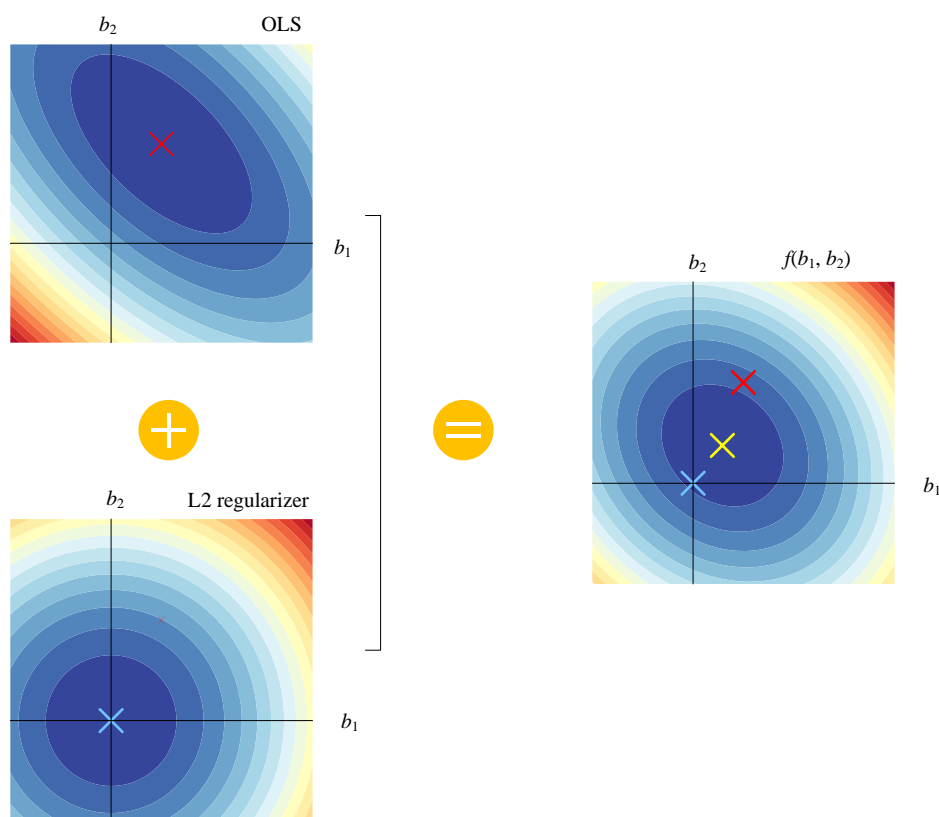 b₂ OLS
b₁
b₂ f(b₁, b₂)
b₁
+
=
b₂ L2 regularizer
b₁